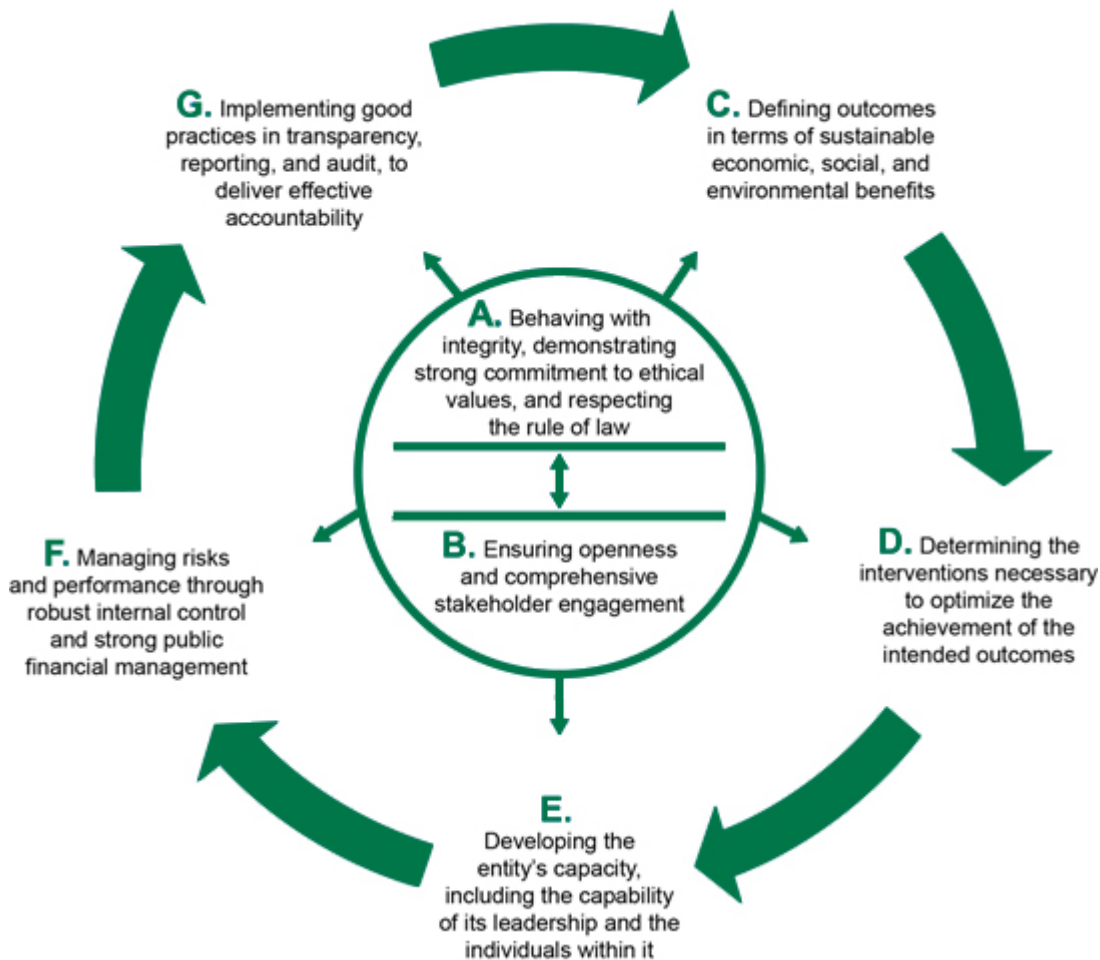 G. Implementing good
practices in transparency,
reporting, and audit, to
deliver effective
accountability
C. Defining outcomes
in terms of sustainable
economic, social, and
environmental benefits
A. Behaving with
integrity, demonstrating
strong commitment to ethical
values, and respecting
the rule of law
B. Ensuring openness
and comprehensive
stakeholder engagement
F. Managing risks
and performance through
robust internal control
and strong public
financial management
D. Determining the
interventions necessary
to optimize the
achievement of the
intended outcomes
E.
Developing the
entity's capacity,
including the capability
of its leadership and the
individuals within it